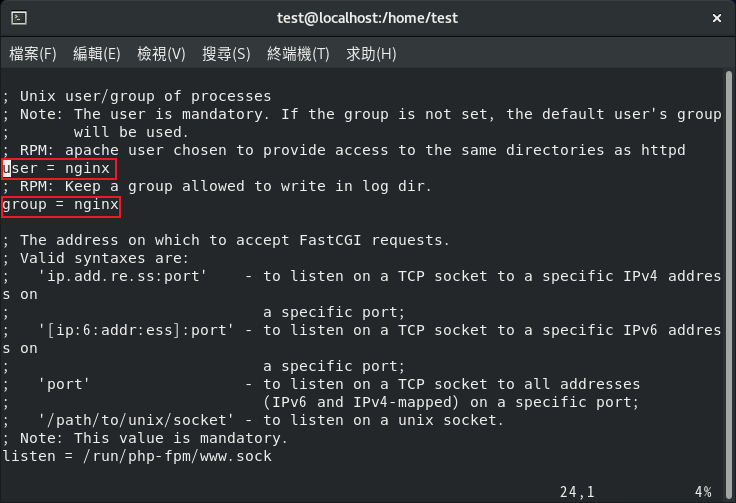 test@localhost:/home/test
檔案(F) 編輯(E) 檢視(V) 搜尋(S) 終端機(T) 求助(H)
; Unix user/group of processes
; Note: The user is mandatory. If the group is not set, the default user's group
;       will be used.
; RPM: apache user chosen to provide access to the same directories as httpd
user = nginx
; RPM: Keep a group allowed to write in log dir.
group = nginx
; The address on which to accept FastCGI requests.
; Valid syntaxes are:
;   'ip.add.re.ss:port'    - to listen on a TCP socket to a specific IPv4 addres
s on
;                            a specific port;
;   '[ip:6:addr:ess]:port' - to listen on a TCP socket to a specific IPv6 addres
s on
;                            a specific port;
;   'port'                 - to listen on a TCP socket to all addresses
;                            (IPv6 and IPv4-mapped) on a specific port;
;   '/path/to/unix/socket' - to listen on a unix socket.
; Note: This value is mandatory.
listen = /run/php-fpm/www.sock
24,1 4%